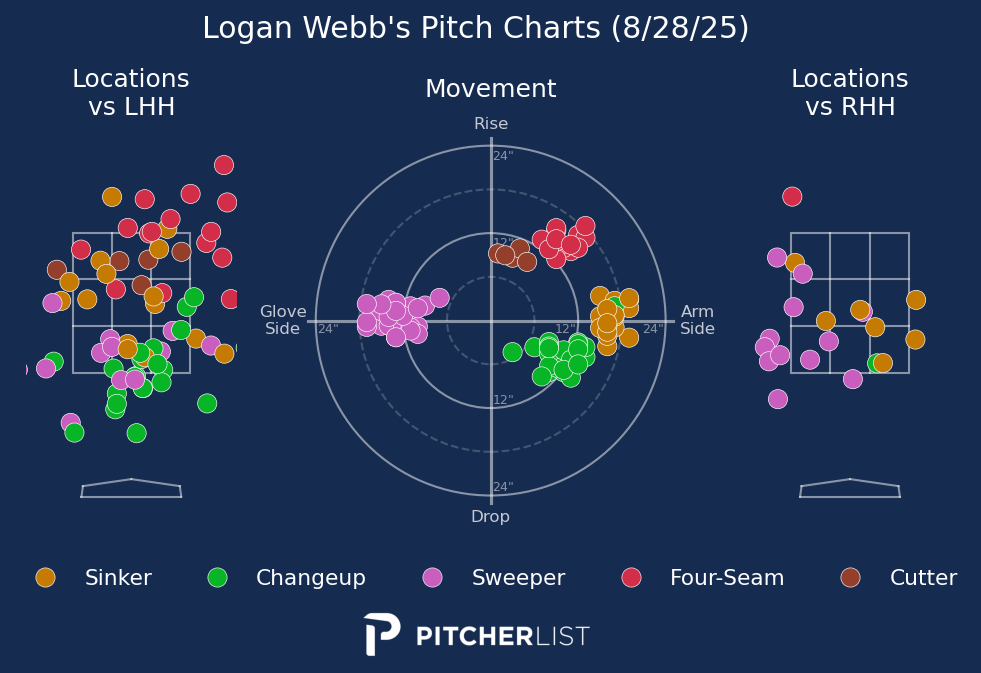 Logan Webb's Pitch Charts (8/28/25)
Locations
vs LHH
Movement
Locations
vs RHH
Rise
24"
12"
Glove
Side
24"
12"
24"
Arm
Side
12"
24"
Drop
Sinker
Changeup
Sweeper
Four-Seam
Cutter
PITCHERLIST